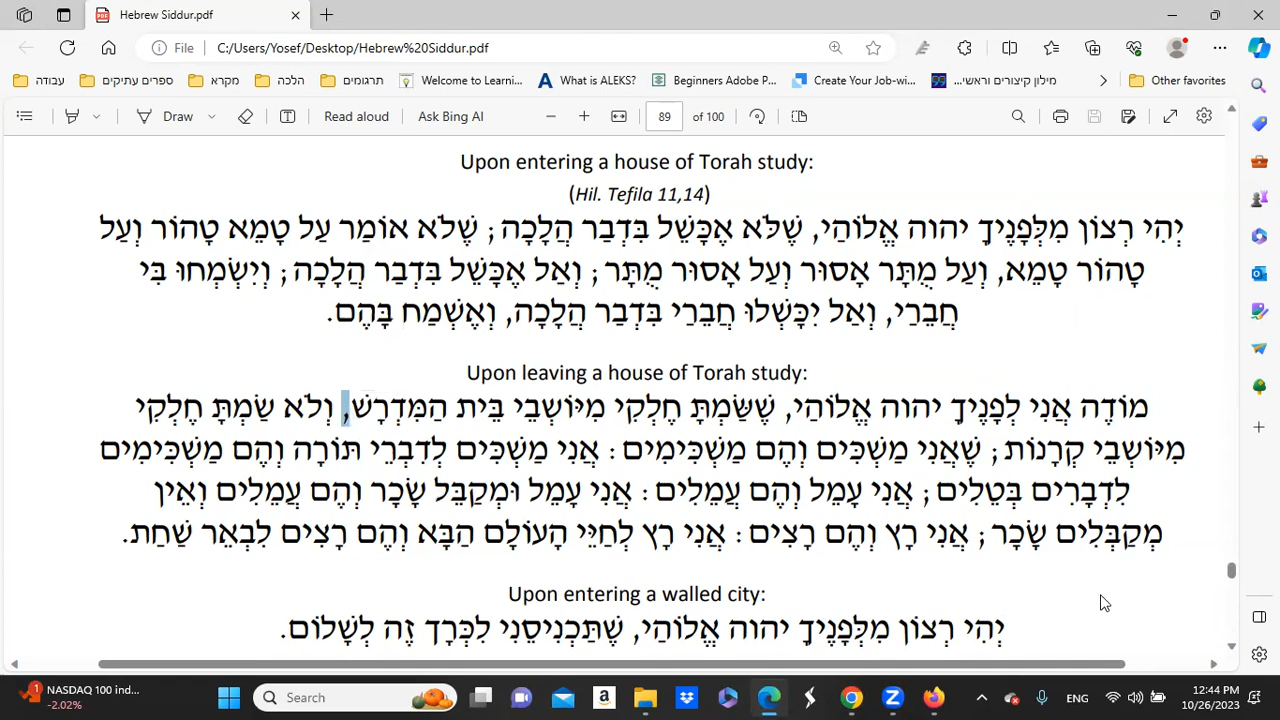 Hebrew Siddur.pdf
File C:/Users/Yosef/Desktop/Hebrew%20Siddur.pdf
עבודה ספרים עתיקים מקרא הלכה תרגומים Welcome to Learni... What is ALEKS? Beginners Adobe P... Create Your Job-wi... מילון קיצורים וראשי... Other favorites
Draw Read aloud Ask Bing AI 89 of 100
Upon entering a house of Torah study:
(Hil. Tefila 11,14)
יְהִי רְצוֹן מִלְּפָנֶיךָ יהוה אֱלוֹהַי, שֶׁלֹּא אֶכָּשֵׁל בִּדְבַר הֲלָכָה; שֶׁלֹא אוֹמַר עַל טָמֵא טָהוֹר וְעַל
טָהוֹר טָמֵא, וְעַל מֻתָּר אָסוּר וְעַל אָסוּר מֻתָּר; וְאַל אֶכָּשֵׁל בִּדְבַר הֲלָכָה; וְיִשְׂמְחוּ בִּי
חֲבֵרַי, וְאַל יִכָּשְׁלוּ חֲבֵרַי בִּדְבַר הֲלָכָה, וְאֶשְׂמַח בָּהֶם.
Upon leaving a house of Torah study:
מוֹדֶה אֲנִי לְפָנֶיךָ יהוה אֱלוֹהַי, שֶׁשַּׂמְתָּ חֶלְקִי מִיּוֹשְׁבֵי בֵּית הַמִּדְרָשׁ, וְלֹא שַׂמְתָּ חֶלְקִי
מִיּוֹשְׁבֵי קְרָנוֹת; שֶׁאֲנִי מַשְׁכִּים וְהֶם מַשְׁכִּימִים: אֲנִי מַשְׁכִּים לְדִבְרֵי תּוֹרָה וְהֶם מַשְׁכִּימִים
לִדְבָרִים בְּטֵלִים; אֲנִי עָמֵל וְהֶם עֲמֵלִים: אֲנִי עָמֵל וּמְקַבֵּל שָׂכָר וְהֶם עֲמֵלִים וְאֵין
מְקַבְּלִים שָׂכָר; אֲנִי רָץ וְהֶם רָצִים: אֲנִי רָץ לְחַיֵּי הָעוֹלָם הַבָּא וְהֶם רָצִים לִבְאֵר שַׁחַת.
Upon entering a walled city:
יְהִי רְצוֹן מִלְּפָנֶיךָ יהוה אֱלוֹהַי, שֶׁתַּכְנִיסֵנִי לִכְּרָךְ זֶה לְשָׁלוֹם.
1 NASDAQ 100 ind... Search ENG 12:44 PM
-2.02% 10/26/2023